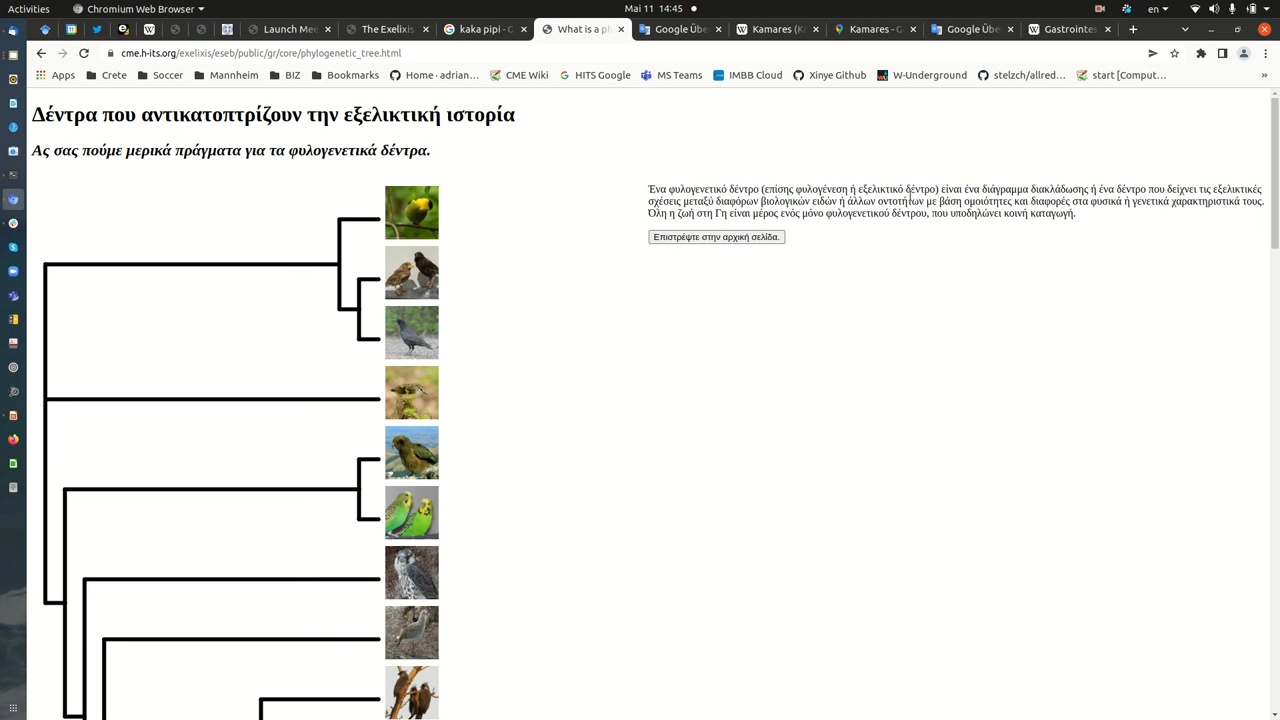 Activities
Chromium Web Browser
Mai 11 14:45
en
Launch Mee
The Exelixis
kaka pipi - G
What is a ph
Google Über
Kamares (K
Kamares - G
Google Über
Gastrointes
cme.h-its.org/exelixis/eseb/public/gr/core/phylogenetic_tree.html
Apps
Crete
Soccer
Mannheim
BIZ
Bookmarks
Home · adrian…
CME Wiki
HITS Google
MS Teams
IMBB Cloud
Xinye Github
W-Underground
stelzch/allred…
start [Comput…
»
Δέντρα που αντικατοπτρίζουν την εξελικτική ιστορία
Ας σας πούμε μερικά πράγματα για τα φυλογενετικά δέντρα.
Ένα φυλογενετικό δέντρο (επίσης φυλογένεση ή εξελικτικό δέντρο) είναι ένα διάγραμμα διακλάδωσης ή ένα δέντρο που δείχνει τις εξελικτικές
σχέσεις μεταξύ διαφόρων βιολογικών ειδών ή άλλων οντοτήτων με βάση ομοιότητες και διαφορές στα φυσικά ή γενετικά χαρακτηριστικά τους.
Όλη η ζωή στη Γη είναι μέρος ενός μόνο φυλογενετικού δέντρου, που υποδηλώνει κοινή καταγωγή.
Επιστρέψτε στην αρχική σελίδα.